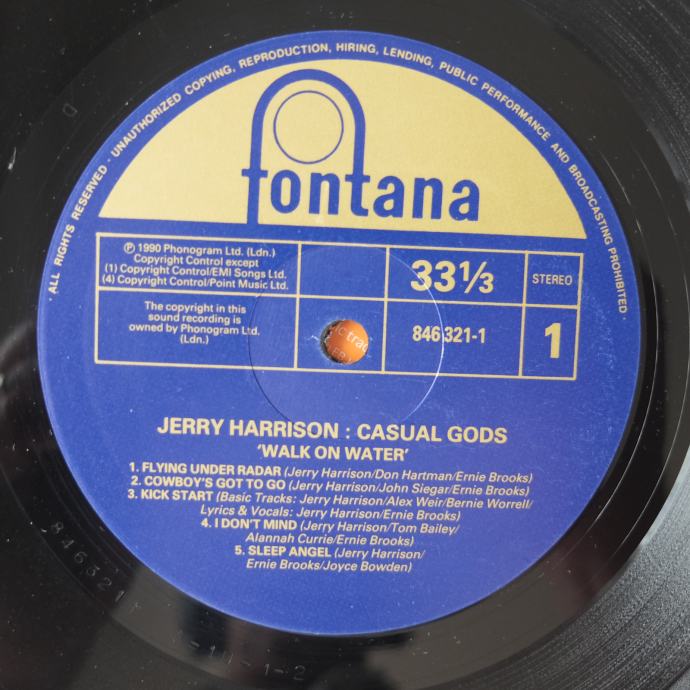 · ALL RIGHTS RESERVED · UNAUTHORIZED COPYING, REPRODUCTION, HIRING, LENDING, PUBLIC PERFORMANCE AND BROADCASTING PROHIBITED ·
fontana
℗ 1990 Phonogram Ltd. (Ldn.)
Copyright Control except
(1) Copyright Control/EMI Songs Ltd.
(4) Copyright Control/Point Music Ltd.
33⅓
STEREO
The copyright in this
sound recording is
owned by Phonogram Ltd.
(Ldn.)
846 321-1
1
JERRY HARRISON : CASUAL GODS
'WALK ON WATER'
1. FLYING UNDER RADAR (Jerry Harrison/Don Hartman/Ernie Brooks)
2. COWBOY'S GOT TO GO (Jerry Harrison/John Siegar/Ernie Brooks)
3. KICK START (Basic Tracks: Jerry Harrison/Alex Weir/Bernie Worrell/
Lyrics & Vocals: Jerry Harrison/Ernie Brooks)
4. I DON'T MIND (Jerry Harrison/Tom Bailey/
Alannah Currie/Ernie Brooks)
5. SLEEP ANGEL (Jerry Harrison/
Ernie Brooks/Joyce Bowden)